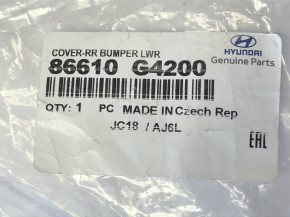 COVER-RR BUMPER LWR
HYUNDAI
86610 G4200
Genuine Parts
QTY: 1 PC MADE IN Czech Rep
JC18 / AJ6L
EAC